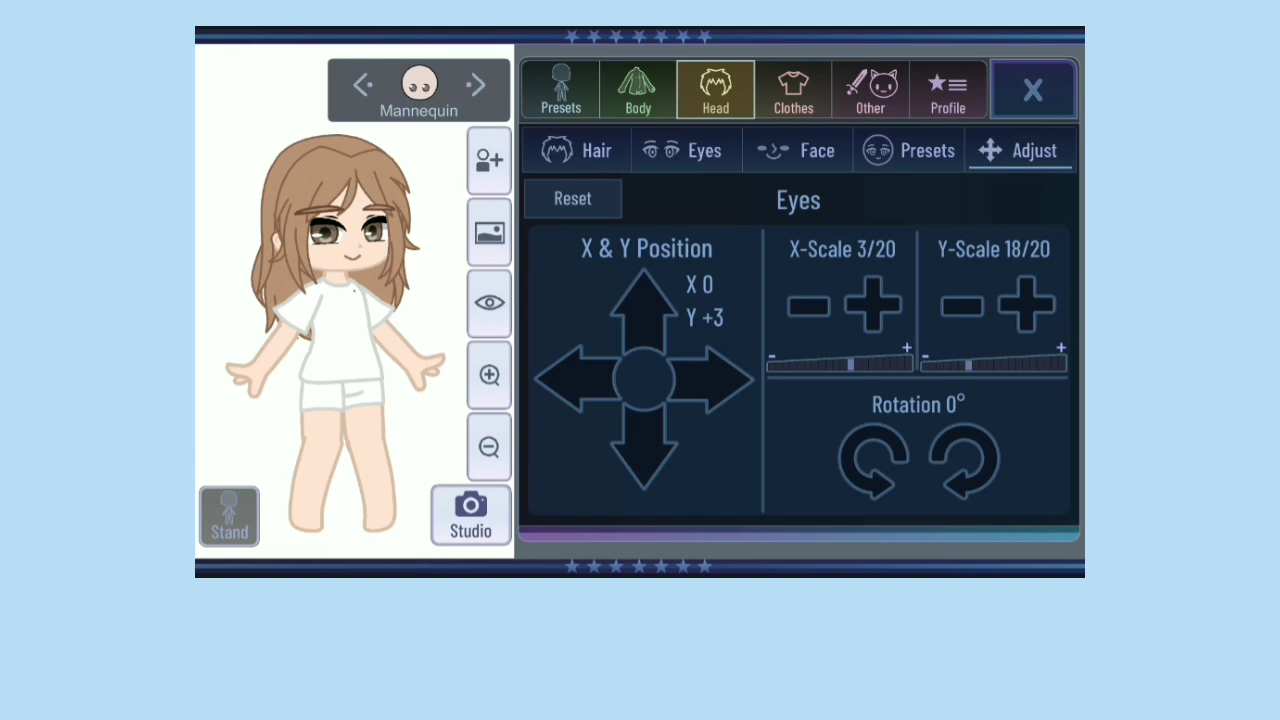 Mannequin
Presets
Body
Head
Clothes
Other
Profile
X
Hair
Eyes
Face
Presets
Adjust
Reset
Eyes
X & Y Position
X 0
Y +3
X-Scale 3/20
Y-Scale 18/20
- +
- +
Rotation 0°
Stand
Studio